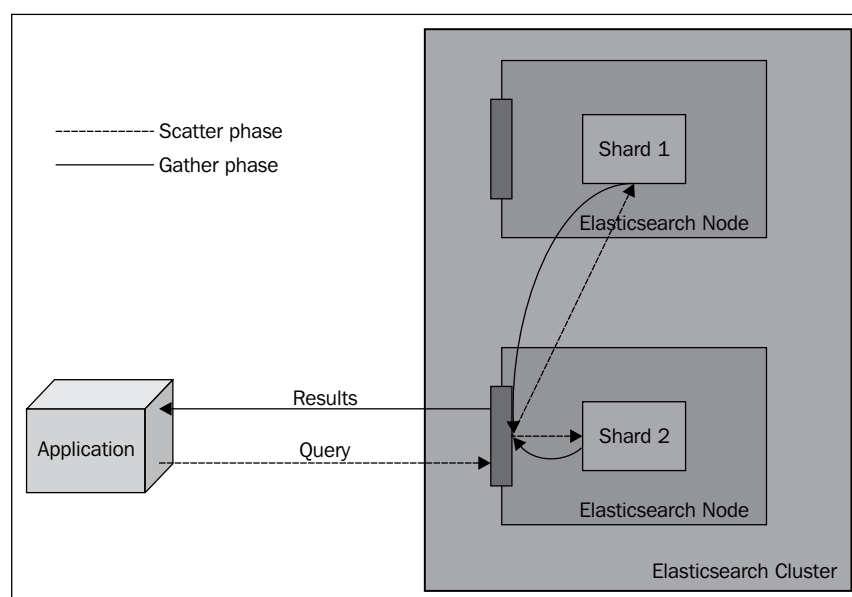 Scatter phase
Gather phase
Shard 1
Elasticsearch Node
Results
Application
Query
Shard 2
Elasticsearch Node
Elasticsearch Cluster